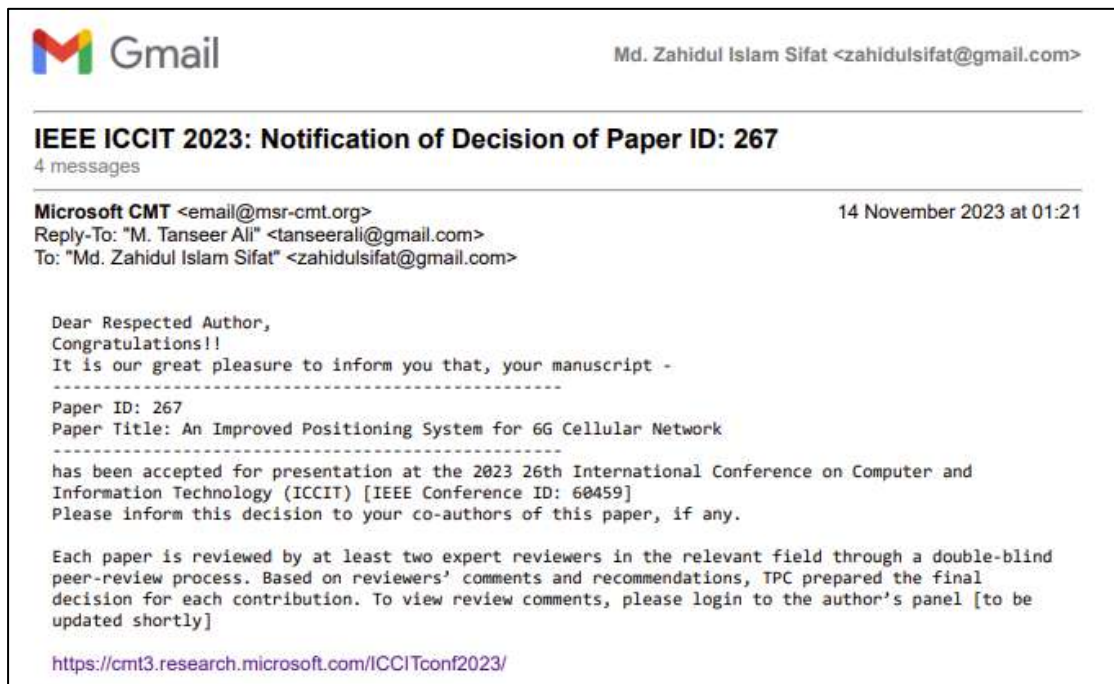 Gmail
Md. Zahidul Islam Sifat <zahidulsifat@gmail.com>
IEEE ICCIT 2023: Notification of Decision of Paper ID: 267
4 messages
Microsoft CMT <email@msr-cmt.org>
14 November 2023 at 01:21
Reply-To: "M. Tanseer Ali" <tanseerali@gmail.com>
To: "Md. Zahidul Islam Sifat" <zahidulsifat@gmail.com>
Dear Respected Author,
Congratulations!!
It is our great pleasure to inform you that, your manuscript -
----------------------------------------------------
Paper ID: 267
Paper Title: An Improved Positioning System for 6G Cellular Network
----------------------------------------------------
has been accepted for presentation at the 2023 26th International Conference on Computer and
Information Technology (ICCIT) [IEEE Conference ID: 60459]
Please inform this decision to your co-authors of this paper, if any.
Each paper is reviewed by at least two expert reviewers in the relevant field through a double-blind
peer-review process. Based on reviewers’ comments and recommendations, TPC prepared the final
decision for each contribution. To view review comments, please login to the author’s panel [to be
updated shortly]
https://cmt3.research.microsoft.com/ICCITconf2023/